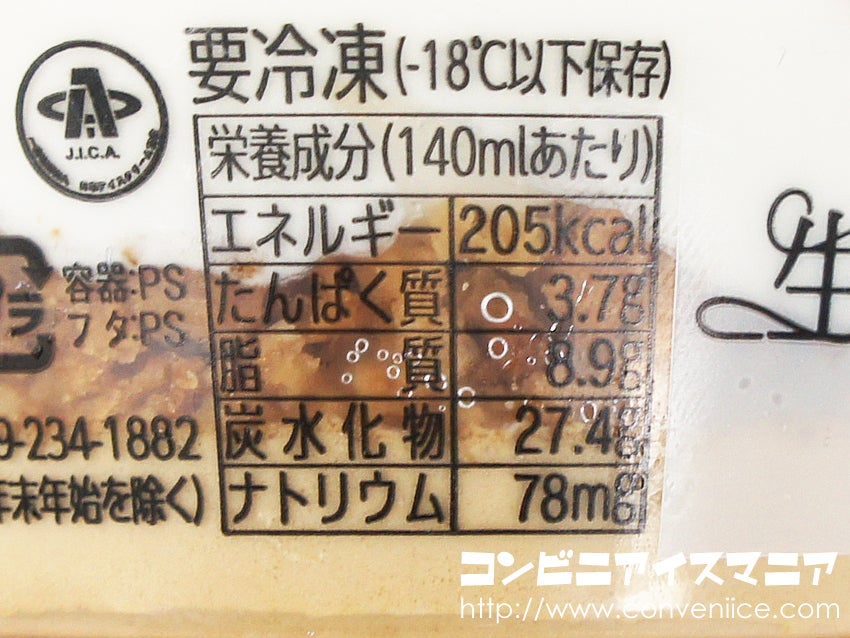 要冷凍(-18℃以下保存)
J.I.C.A.
栄養成分(140mlあたり)
エネルギー 205kcal
たんぱく質 3.7g
脂質 8.9g
炭水化物 27.4g
ナトリウム 78mg
容器:PS
フタ:PS
ラ
9-234-1882
年末年始を除く)
生
コンビニアイスマニア
http://www.conveniice.com/